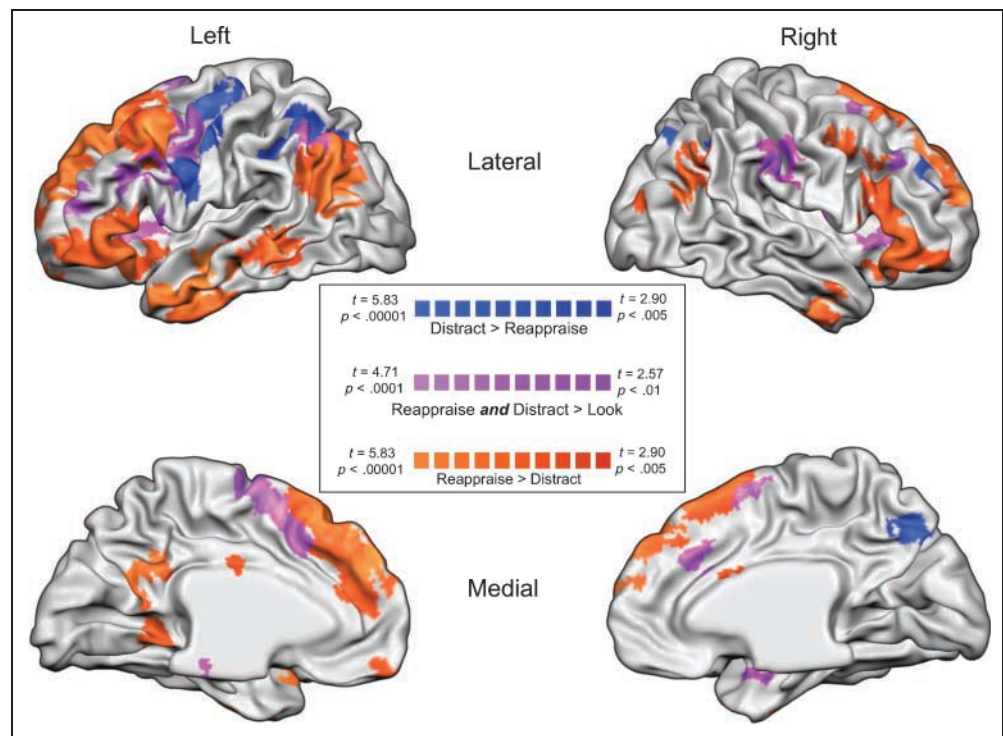 Left
Right
Lateral
t = 5.83
p < .00001
t = 2.90
p < .005
Distract > Reappraise
t = 4.71
p < .0001
t = 2.57
p < .01
Reappraise and Distract > Look
t = 5.83
p < .00001
t = 2.90
p < .005
Reappraise > Distract
Medial